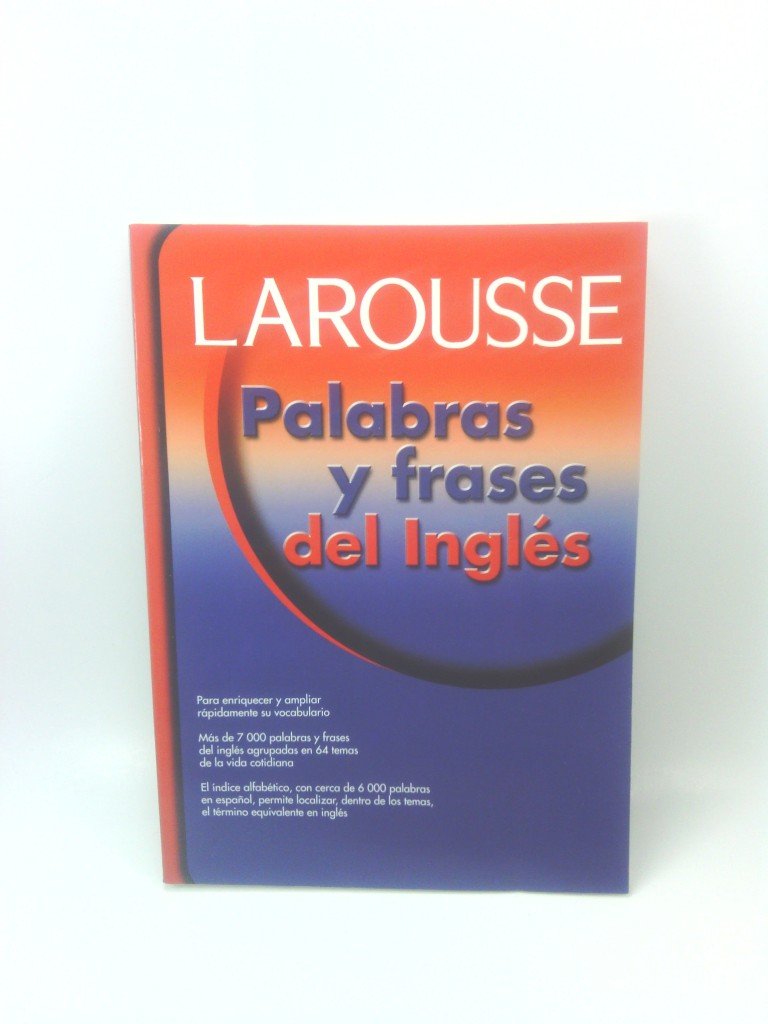 LAROUSSE
Palabras
y frases
del Inglés
Para enriquecer y ampliar
rápidamente su vocabulario
Más de 7 000 palabras y frases
del inglés agrupadas en 64 temas
de la vida cotidiana
El índice alfabético, con cerca de 6 000 palabras
en español, permite localizar, dentro de los temas,
el término equivalente en inglés